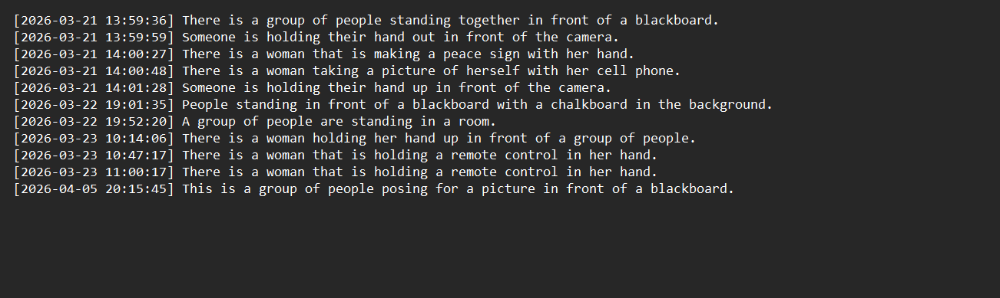 [2026-03-21 13:59:36] There is a group of people standing together in front of a blackboard.
[2026-03-21 13:59:59] Someone is holding their hand out in front of the camera.
[2026-03-21 14:00:27] There is a woman that is making a peace sign with her hand.
[2026-03-21 14:00:48] There is a woman taking a picture of herself with her cell phone.
[2026-03-21 14:01:28] Someone is holding their hand up in front of the camera.
[2026-03-22 19:01:35] People standing in front of a blackboard with a chalkboard in the background.
[2026-03-22 19:52:20] A group of people are standing in a room.
[2026-03-23 10:14:06] There is a woman holding her hand up in front of a group of people.
[2026-03-23 10:47:17] There is a woman that is holding a remote control in her hand.
[2026-03-23 11:00:17] There is a woman that is holding a remote control in her hand.
[2026-04-05 20:15:45] This is a group of people posing for a picture in front of a blackboard.